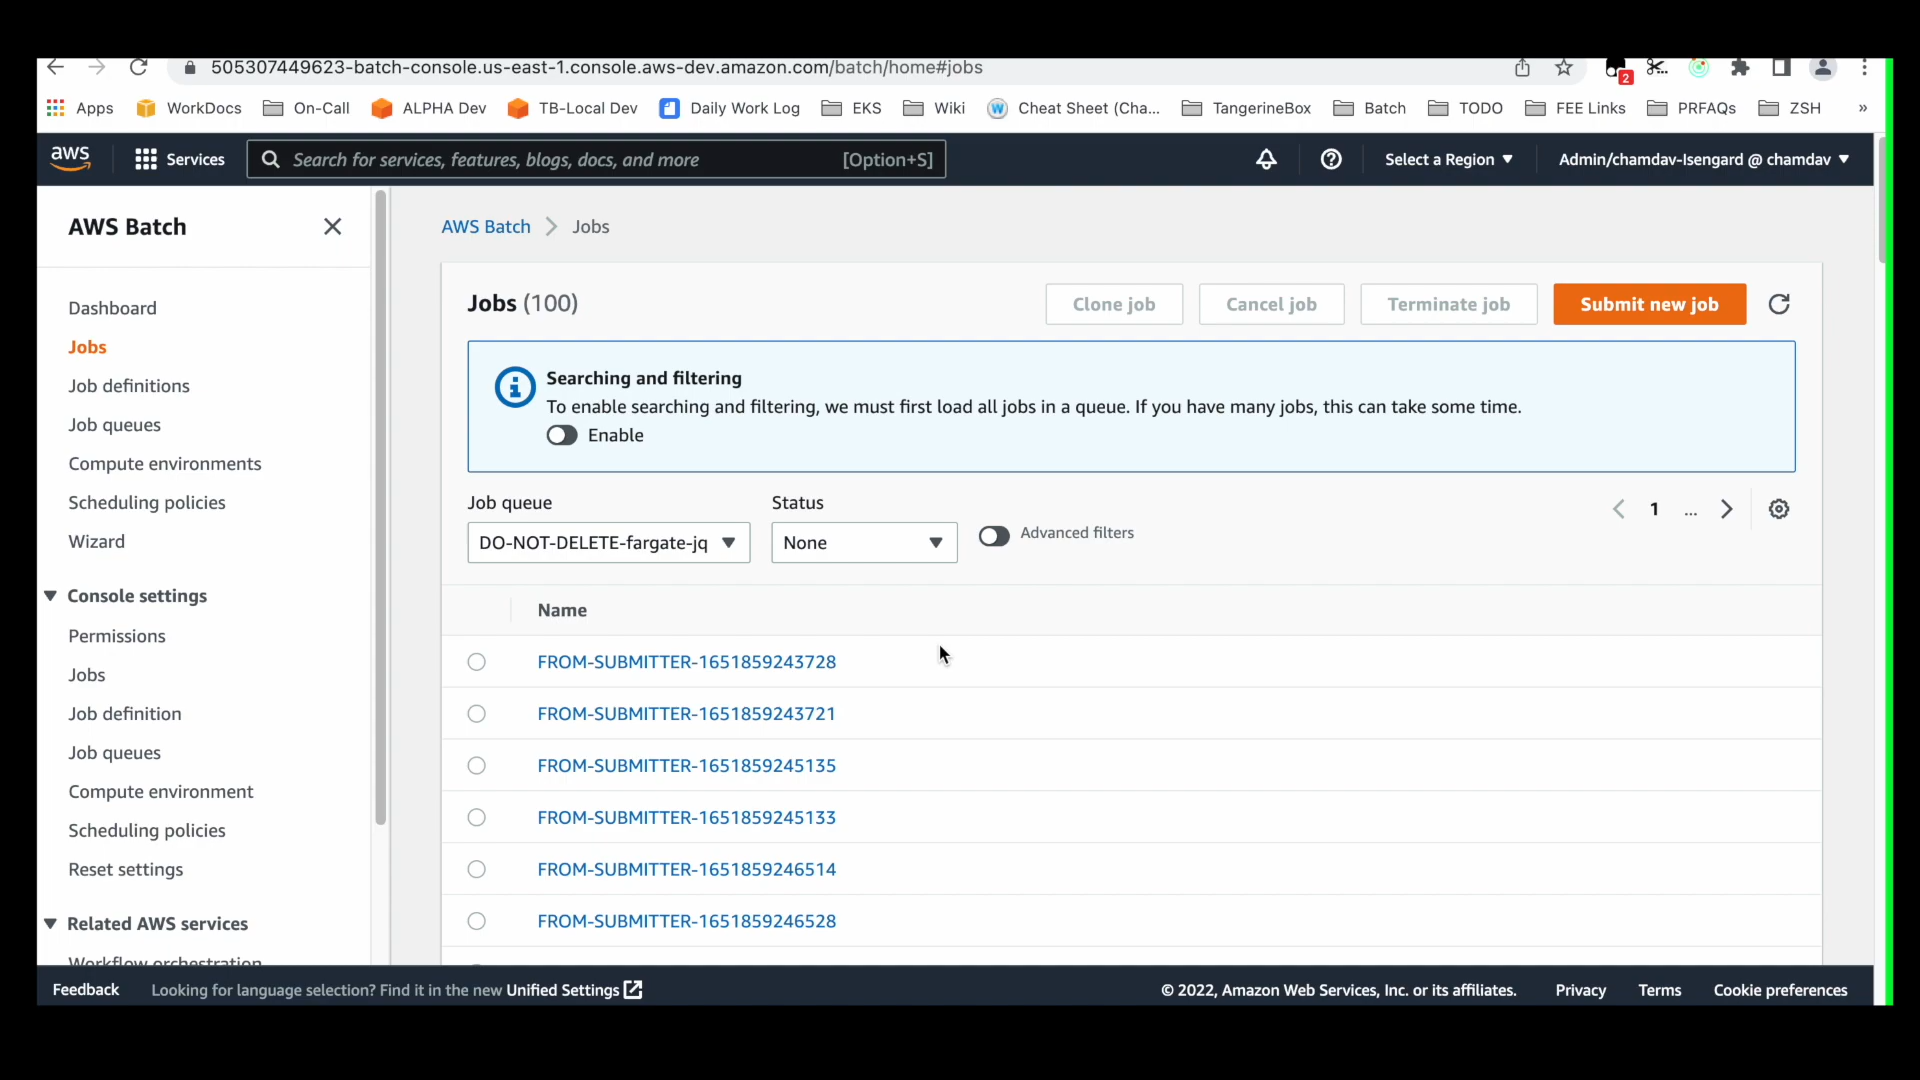 505307449623-batch-console.us-east-1.console.aws-dev.amazon.com/batch/home#jobs
2
Apps WorkDocs On-Call ALPHA Dev TB-Local Dev Daily Work Log EKS Wiki Cheat Sheet (Cha... TangerineBox Batch TODO FEE Links PRFAQs ZSH »
aws Services Search for services, features, blogs, docs, and more [Option+S] Select a Region Admin/chamdav-Isengard @ chamdav
AWS Batch
Dashboard
Jobs
Job definitions
Job queues
Compute environments
Scheduling policies
Wizard
Console settings
Permissions
Jobs
Job definition
Job queues
Compute environment
Scheduling policies
Reset settings
Related AWS services
Workflow orchestration
AWS Batch > Jobs
Jobs (100) Clone job Cancel job Terminate job Submit new job
Searching and filtering
To enable searching and filtering, we must first load all jobs in a queue. If you have many jobs, this can take some time.
Enable
Job queue Status
DO-NOT-DELETE-fargate-jq None Advanced filters 1 ...
Name
FROM-SUBMITTER-1651859243728
FROM-SUBMITTER-1651859243721
FROM-SUBMITTER-1651859245135
FROM-SUBMITTER-1651859245133
FROM-SUBMITTER-1651859246514
FROM-SUBMITTER-1651859246528
Feedback Looking for language selection? Find it in the new Unified Settings © 2022, Amazon Web Services, Inc. or its affiliates. Privacy Terms Cookie preferences